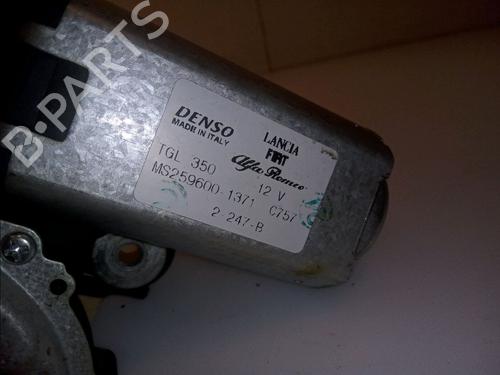 B-PARTS
DENSO
MADE IN ITALY
LANCIA
FIAT
Alfa Romeo
TGL 350
12 V
MS259600-1371 C757
2 247-B